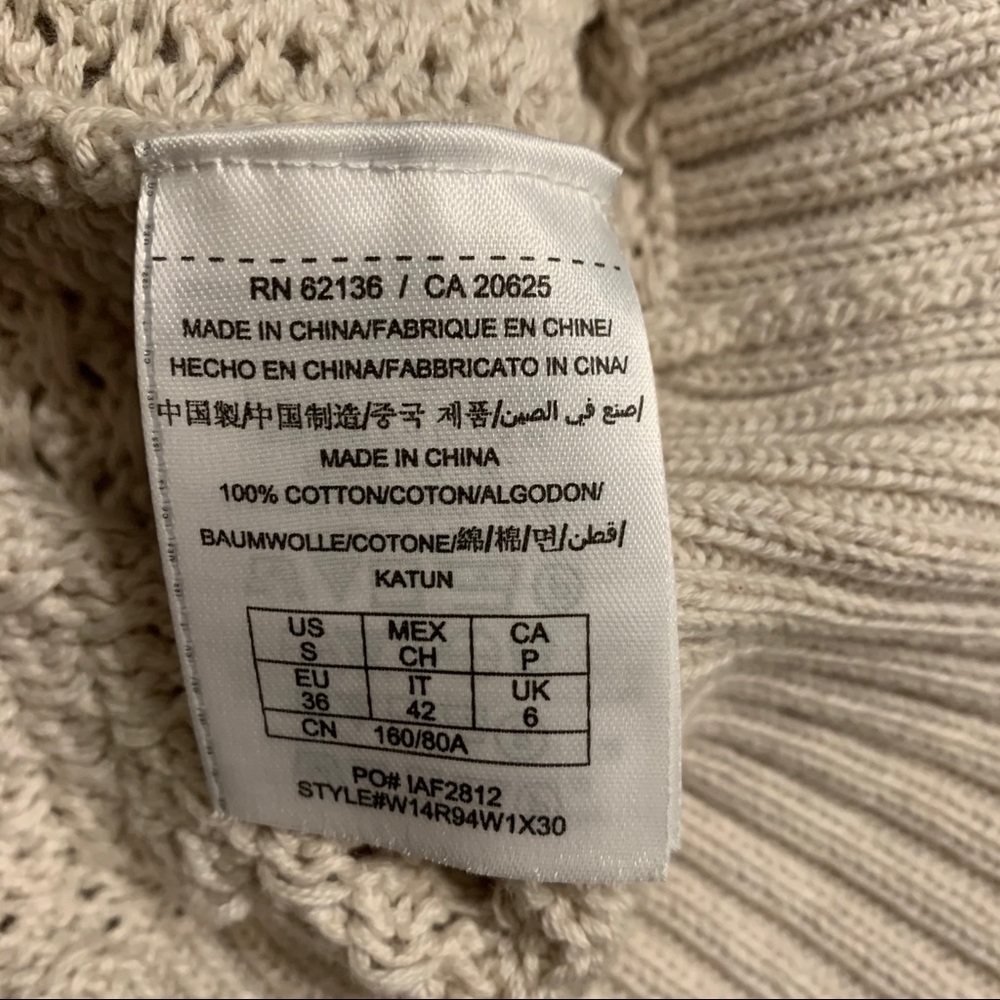 RN 62136 / CA 20625
MADE IN CHINA/FABRIQUE EN CHINE/
HECHO EN CHINA/FABBRICATO IN CINA/
中国製/中国制造/중국 제품/صنع في الصين/
MADE IN CHINA
100% COTTON/COTON/ALGODON/
BAUMWOLLE/COTONE/綿/棉/면/قطن/
KATUN
US MEX CA
S CH P
EU IT UK
36 42 6
CN 160/80A
PO# IAF2812
STYLE#W14R94W1X30